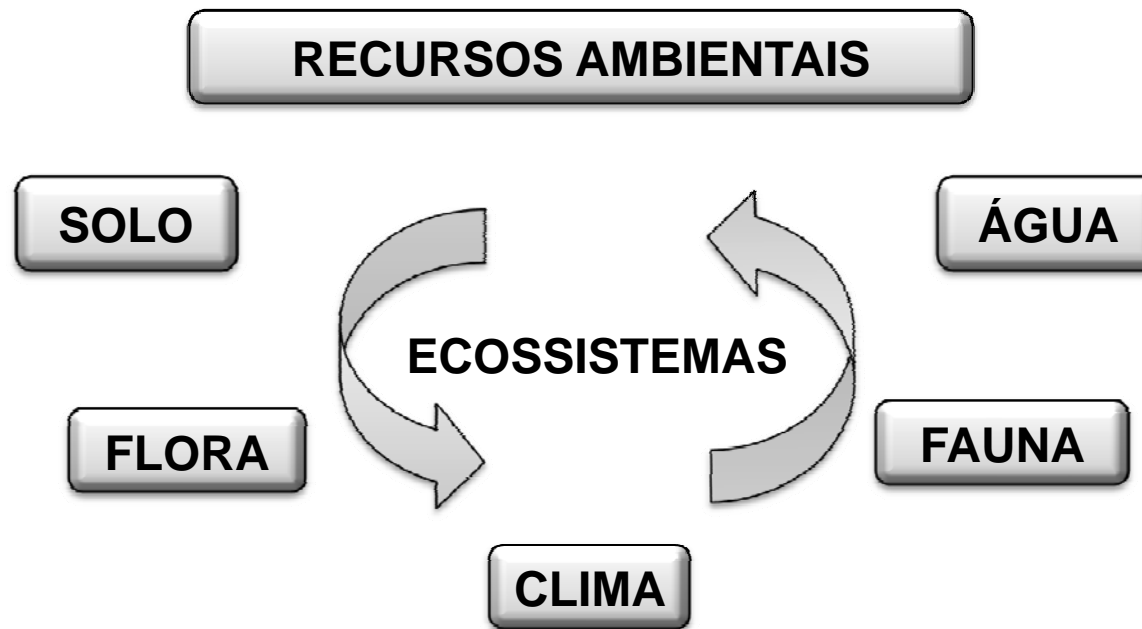 RECURSOS AMBIENTAIS
SOLO
ÁGUA
ECOSSISTEMAS
FLORA
FAUNA
CLIMA